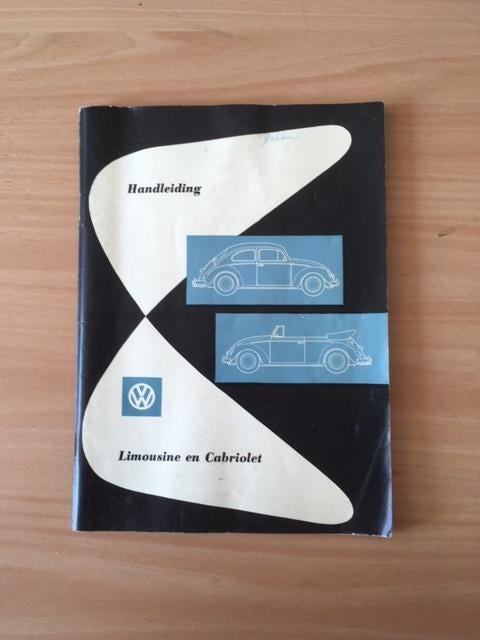 Handleiding
VW
Limousine en Cabriolet